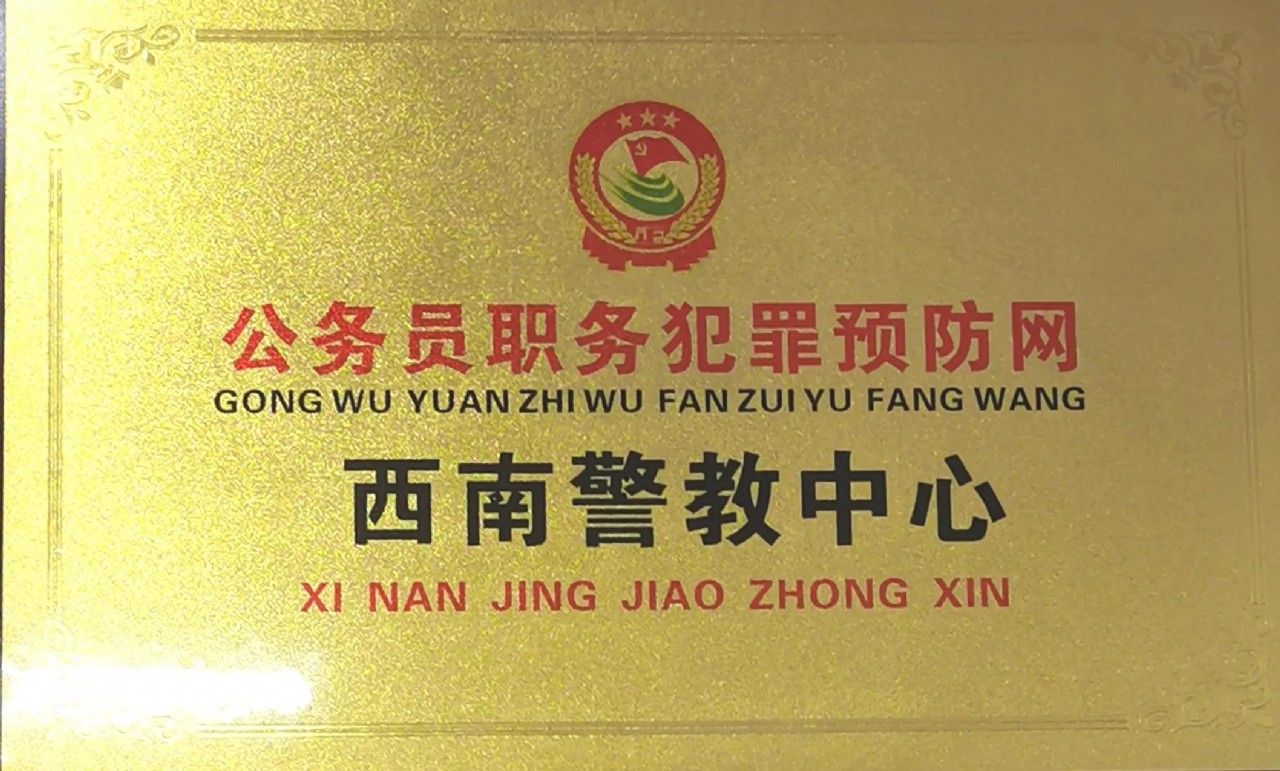 公务员职务犯罪预防网
GONG WU YUAN ZHI WU FAN ZUI YU FANG WANG
西南警教中心
XI NAN JING JIAO ZHONG XIN